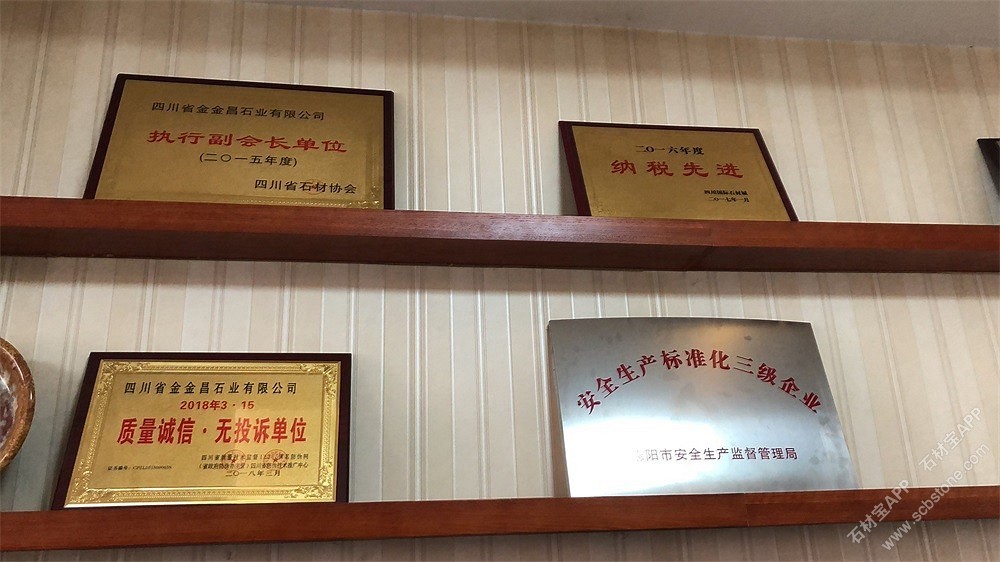 四川省金金昌石业有限公司
执行副会长单位
(二〇一五年度)
四川省石材协会
二〇一六年度
纳税先进
四川国际石材城
二〇一七年一月
四川省金金昌石业有限公司
2018年3·15
质量诚信·无投诉单位
二〇一八年三月
安全生产标准化三级企业
阳市安全生产监督管理局
石材宝APP
www.scbstone.com